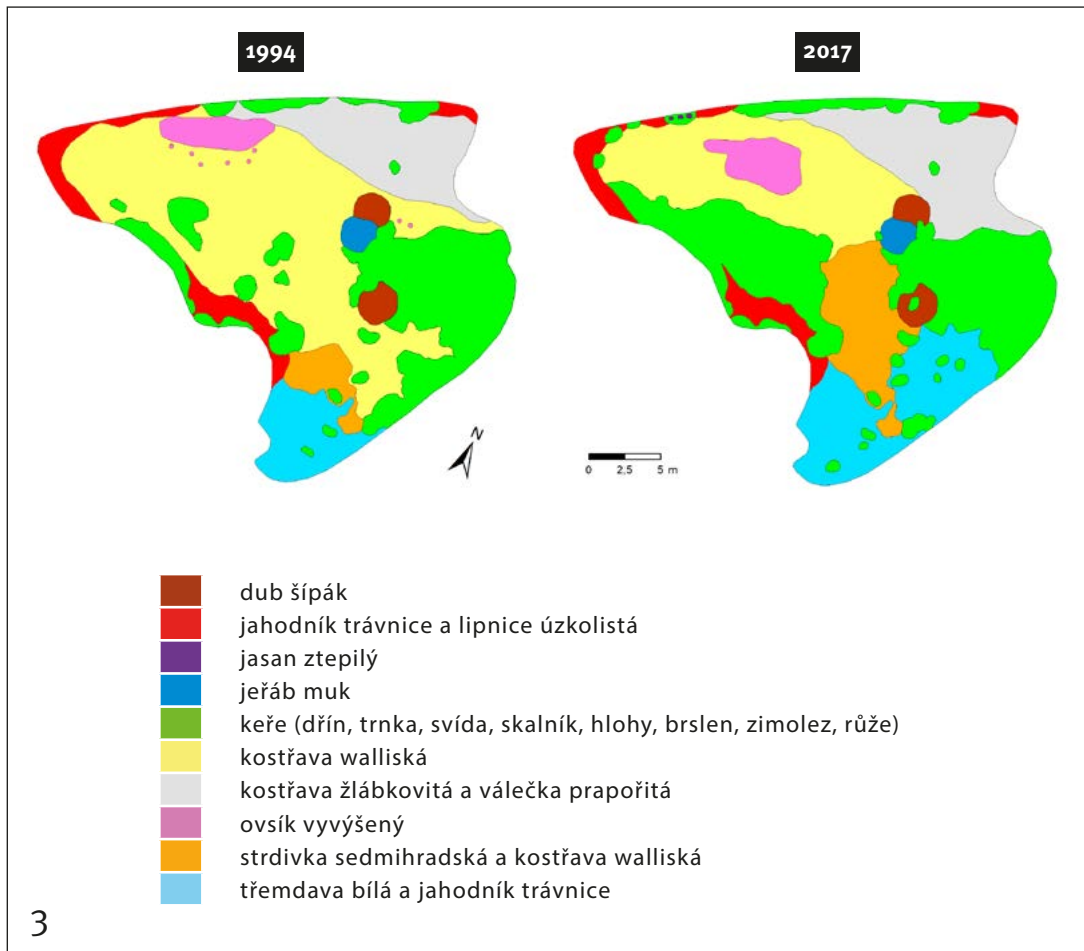 1994
2017
N
0 2,5 5 m
dub šípák
jahodník trávnice a lipnice úzkolistá
jasan ztepilý
jeřáb muk
keře (dřín, trnka, svída, skalník, hlohy, brslen, zimolez, růže)
kostřava walliská
kostřava žlábkovitá a válečka prapořitá
ovsík vyvýšený
strdivka sedmihradská a kostřava walliská
třemdava bílá a jahodník trávnice
3